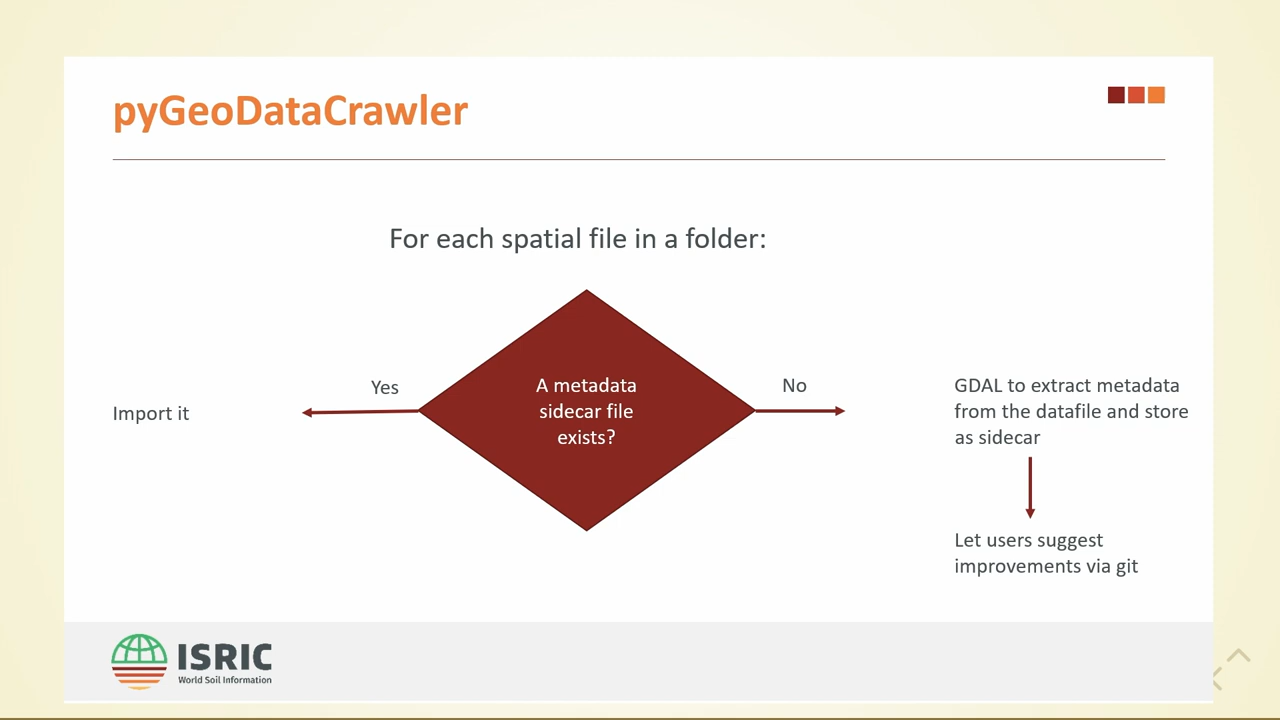 pyGeoDataCrawler
For each spatial file in a folder:
Yes
Import it
A metadata
sidecar file
exists?
No
GDAL to extract metadata
from the datafile and store
as sidecar
Let users suggest
improvements via git
ISRIC
World Soil Information